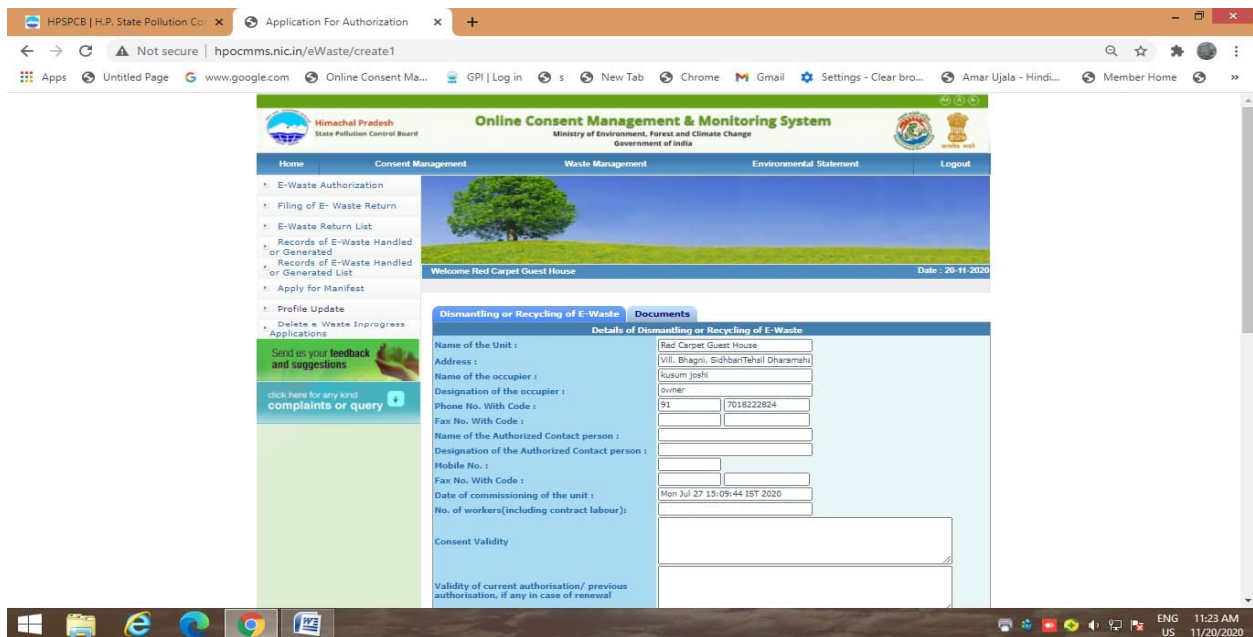 HPSPCB | H.P. State Pollution Co
Application For Authorization
Not secure | hpocmms.nic.in/eWaste/create1
Apps
Untitled Page
www.google.com
Online Consent Ma...
GPI | Log in
s
New Tab
Chrome
Gmail
Settings - Clear bro...
Amar Ujala - Hindi...
Member Home
Himachal Pradesh
State Pollution Control Board
Online Consent Management & Monitoring System
Ministry of Environment, Forest and Climate Change
Government of India
Home
Consent Management
Waste Management
Environmental Statement
Logout
E-Waste Authorization
Filing of E- Waste Return
E-Waste Return List
Records of E-Waste Handled
or Generated
Records of E-Waste Handled
or Generated List
Apply for Manifest
Profile Update
Delete e Waste Inprogress
Applications
Send us your feedback
and suggestions
click here for any kind
complaints or query
Welcome Red Carpet Guest House
Date : 20-11-2020
Dismantling or Recycling of E-Waste
Documents
Details of Dismantling or Recycling of E-Waste
Name of the Unit :
Red Carpet Guest House
Address :
Vill. Bhagni, SidhbariTehsil Dharamsha
Name of the occupier :
kusum joshi
Designation of the occupier :
owner
Phone No. With Code :
91
7018222824
Fax No. With Code :
Name of the Authorized Contact person :
Designation of the Authorized Contact person :
Mobile No. :
Fax No. With Code :
Date of commissioning of the unit :
Mon Jul 27 15:09:44 IST 2020
No. of workers(including contract labour):
Consent Validity
Validity of current authorisation/ previous
authorisation, if any in case of renewal
ENG
US
11:23 AM
11/20/2020